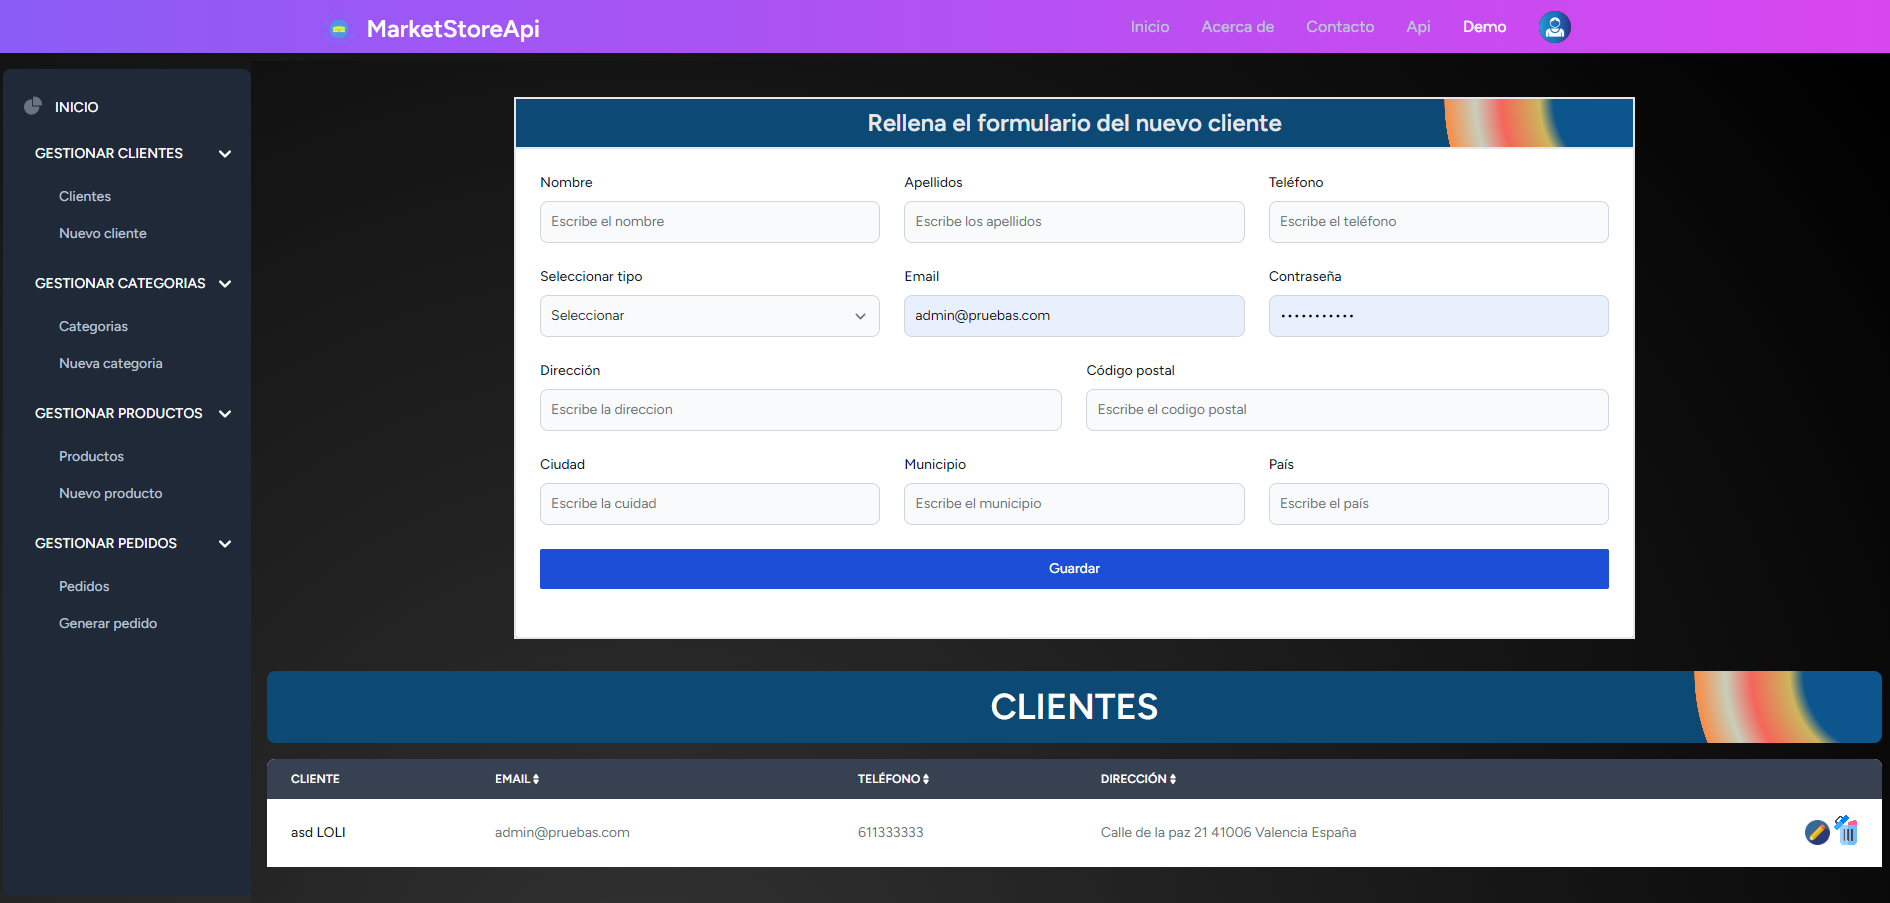 MarketStoreApi
Inicio Acerca de Contacto Api Demo
INICIO
GESTIONAR CLIENTES
Clientes
Nuevo cliente
GESTIONAR CATEGORIAS
Categorias
Nueva categoria
GESTIONAR PRODUCTOS
Productos
Nuevo producto
GESTIONAR PEDIDOS
Pedidos
Generar pedido
Rellena el formulario del nuevo cliente
Nombre Apellidos Teléfono
Escribe el nombre Escribe los apellidos Escribe el teléfono
Seleccionar tipo Email Contraseña
Seleccionar admin@pruebas.com •••••••••••
Dirección Código postal
Escribe la direccion Escribe el codigo postal
Ciudad Municipio País
Escribe la cuidad Escribe el municipio Escribe el país
Guardar
CLIENTES
CLIENTE EMAIL TELÉFONO DIRECCIÓN
asd LOLI admin@pruebas.com 611333333 Calle de la paz 21 41006 Valencia España